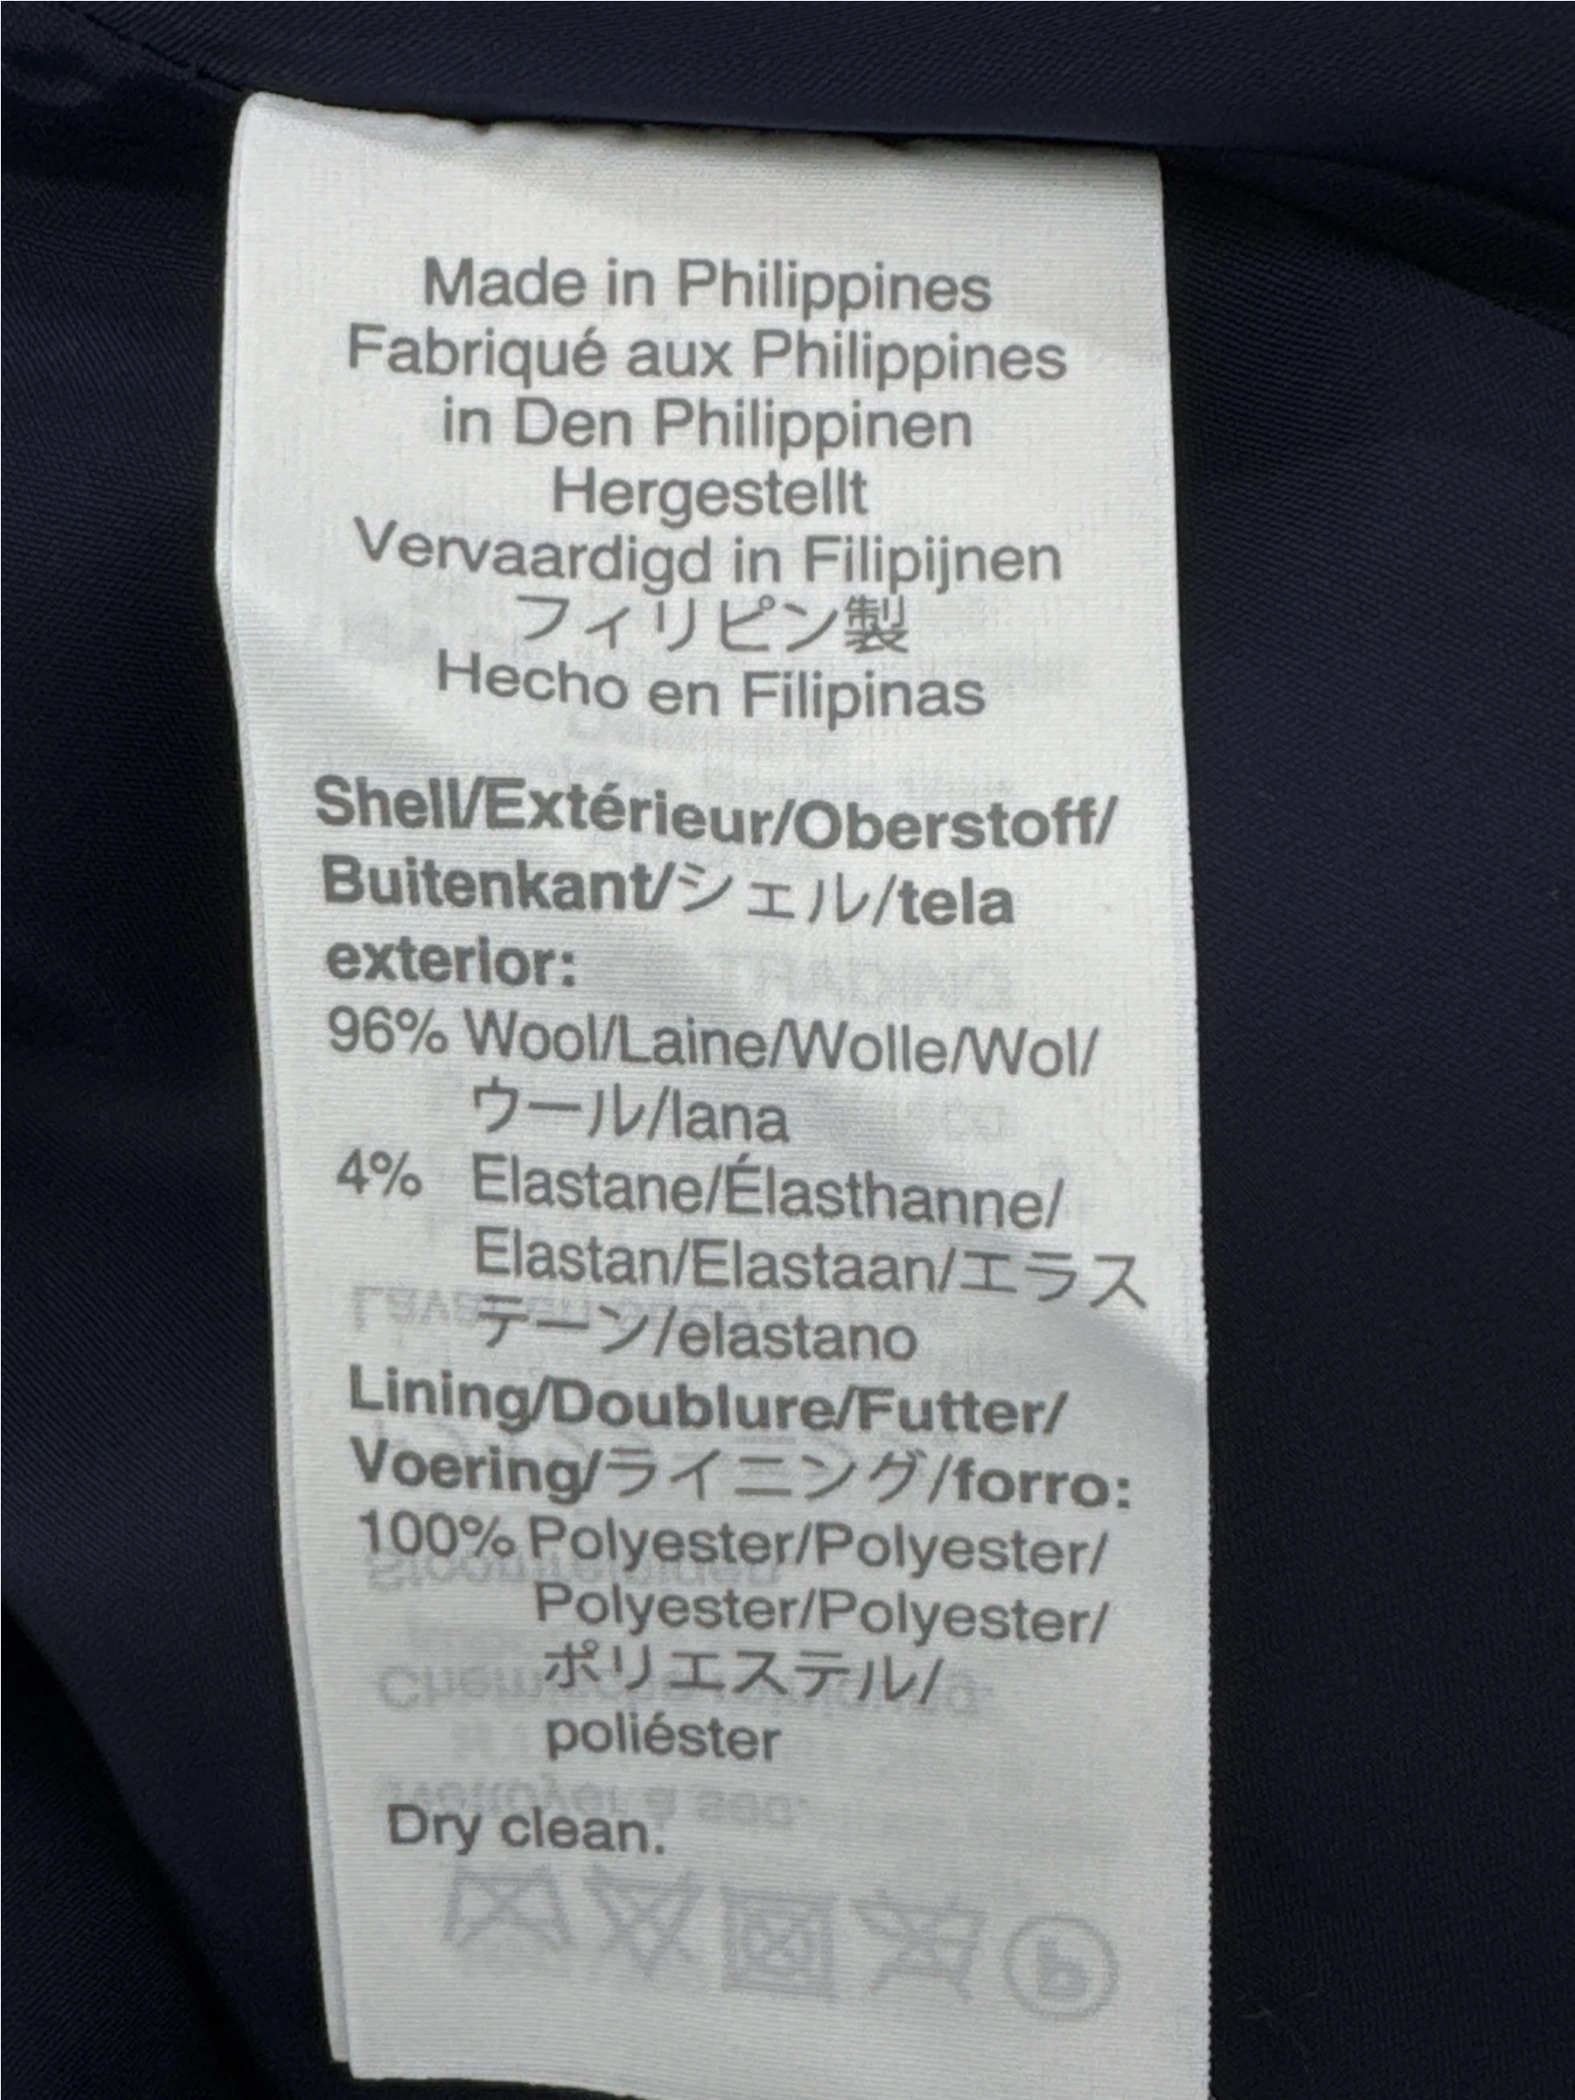 Made in Philippines
Fabriqué aux Philippines
in Den Philippinen
Hergestellt
Vervaardigd in Filipijnen
フィリピン製
Hecho en Filipinas
Shell/Extérieur/Oberstoff/
Buitenkant/シェル/tela
exterior:
96% Wool/Laine/Wolle/Wol/
ウール/lana
4% Elastane/Élasthanne/
Elastan/Elastaan/エラス
テーン/elastano
Lining/Doublure/Futter/
Voering/ライニング/forro:
100% Polyester/Polyester/
Polyester/Polyester/
ポリエステル/
poliéster
Dry clean.